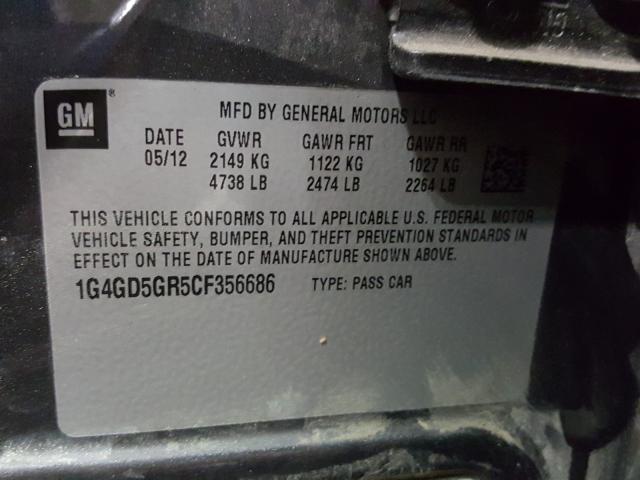 GM®
MFD BY GENERAL MOTORS LLC
DATE GVWR GAWR FRT GAWR RR
05/12 2149 KG 1122 KG 1027 KG
4738 LB 2474 LB 2264 LB
THIS VEHICLE CONFORMS TO ALL APPLICABLE U.S. FEDERAL MOTOR
VEHICLE SAFETY, BUMPER, AND THEFT PREVENTION STANDARDS IN
EFFECT ON THE DATE OF MANUFACTURE SHOWN ABOVE.
1G4GD5GR5CF356686 TYPE: PASS CAR